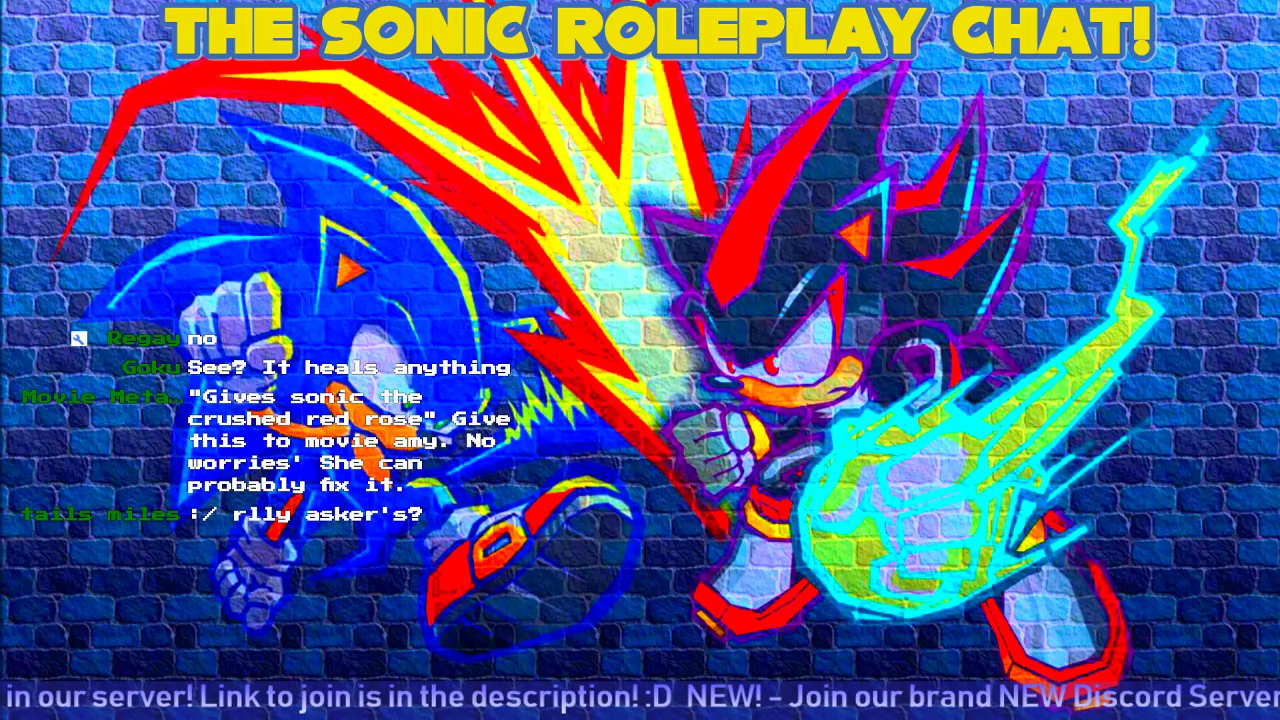 THE SONIC ROLEPLAY CHAT!
Regay no
Goku See? It heals anything
Movie Meta... "Gives sonic the
crushed red rose" Give
this to movie amy. No
worries' She can
probably fix it.
tails miles :/ rlly asker's?
in our server! Link to join is in the description! :D NEW! - Join our brand NEW Discord Server